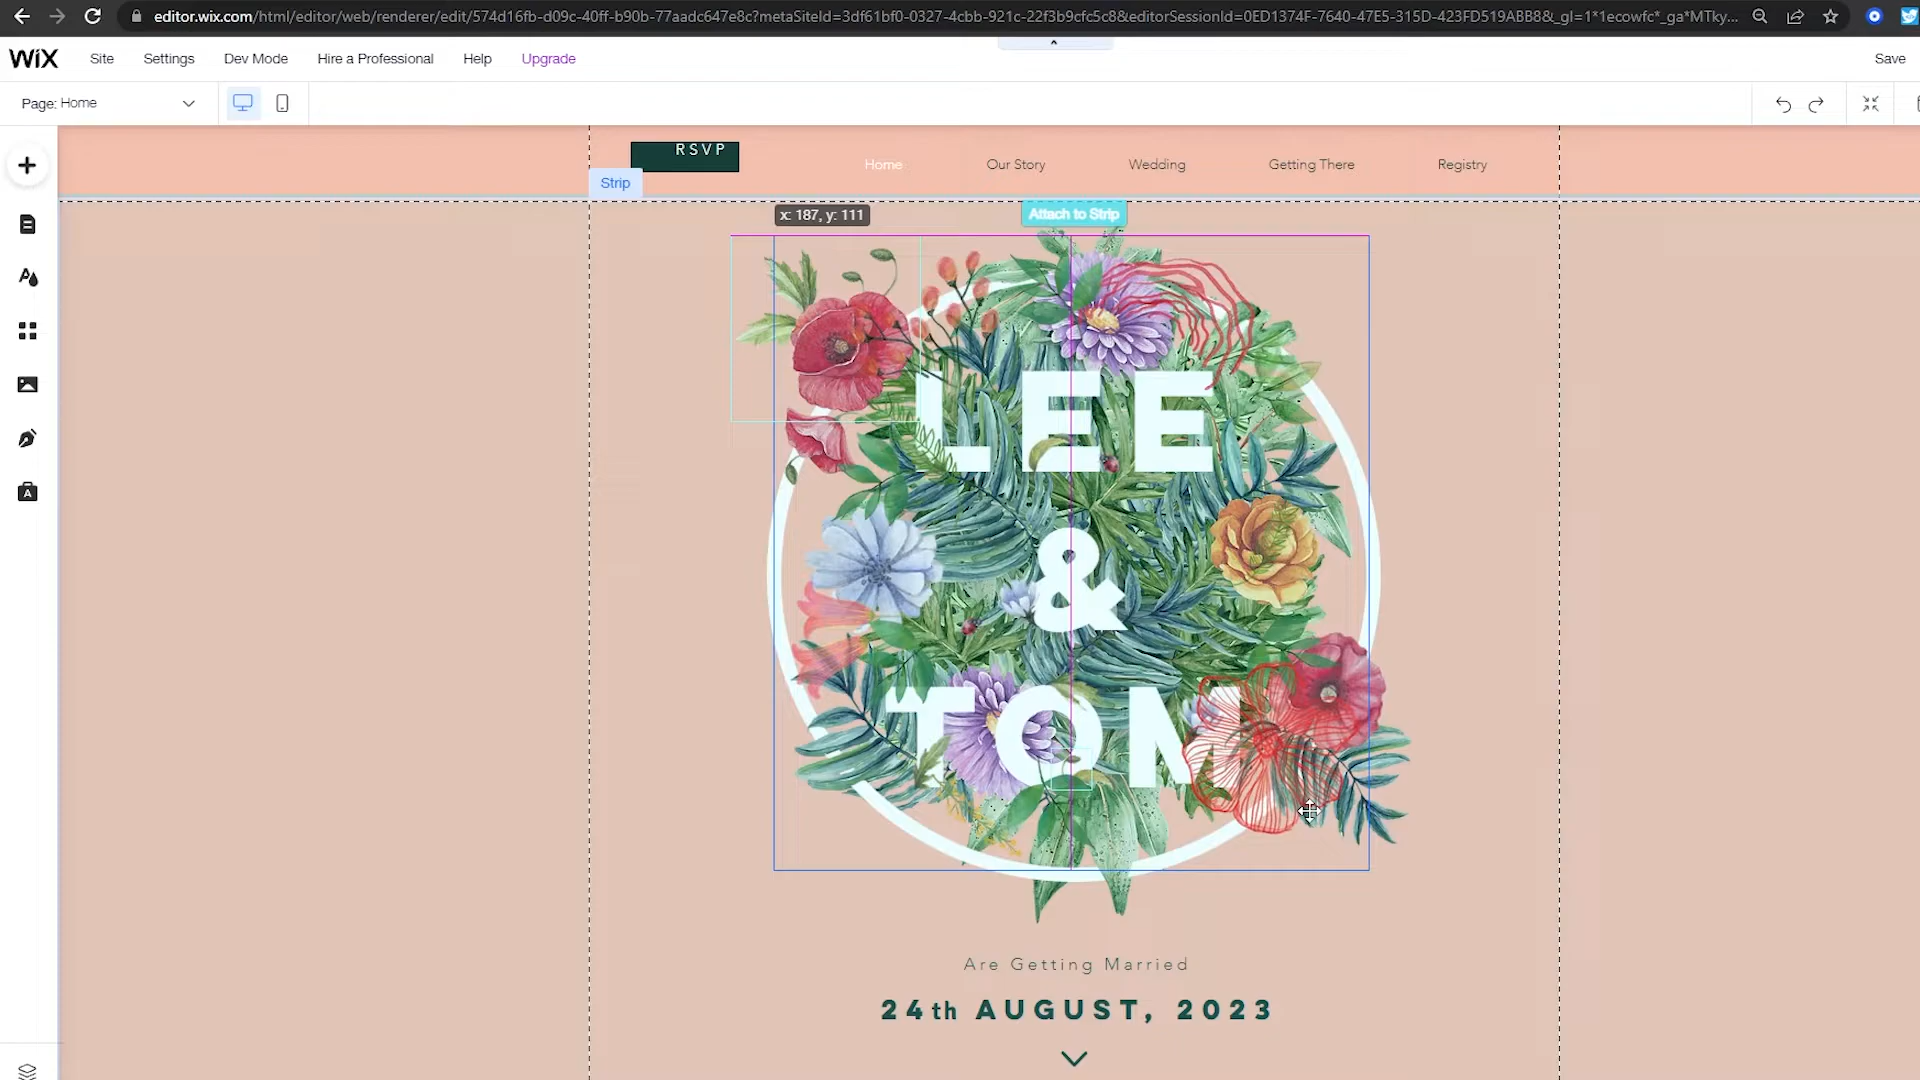 editor.wix.com/html/editor/web/renderer/edit/574d16fb-d09c-40ff-b90b-77aadc647e8c?metaSiteId=3df61bf0-0327-4cbb-921c-22f3b9cfc5c8&editorSessionId=0ED1374F-7640-47E5-315D-423FD519ABB8&_gl=1*1ecowfc*_ga*MTky...
WiX Site Settings Dev Mode Hire a Professional Help Upgrade Save
Page: Home
RSVP Home Our Story Wedding Getting There Registry
Strip
x: 187, y: 111 Attach to Strip
LEE
&
TOM
Are Getting Married
24th AUGUST, 2023